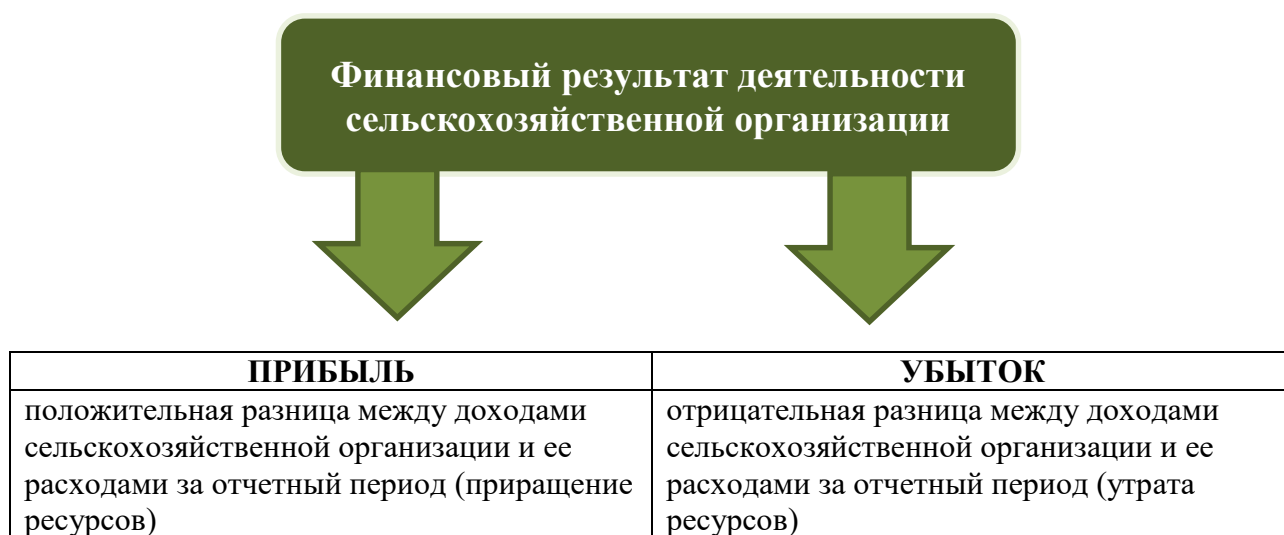 Финансовый результат деятельности
сельскохозяйственной организации
ПРИБЫЛЬ
положительная разница между доходами
сельскохозяйственной организации и ее
расходами за отчетный период (приращение
ресурсов)
УБЫТОК
отрицательная разница между доходами
сельскохозяйственной организации и ее
расходами за отчетный период (утрата
ресурсов)